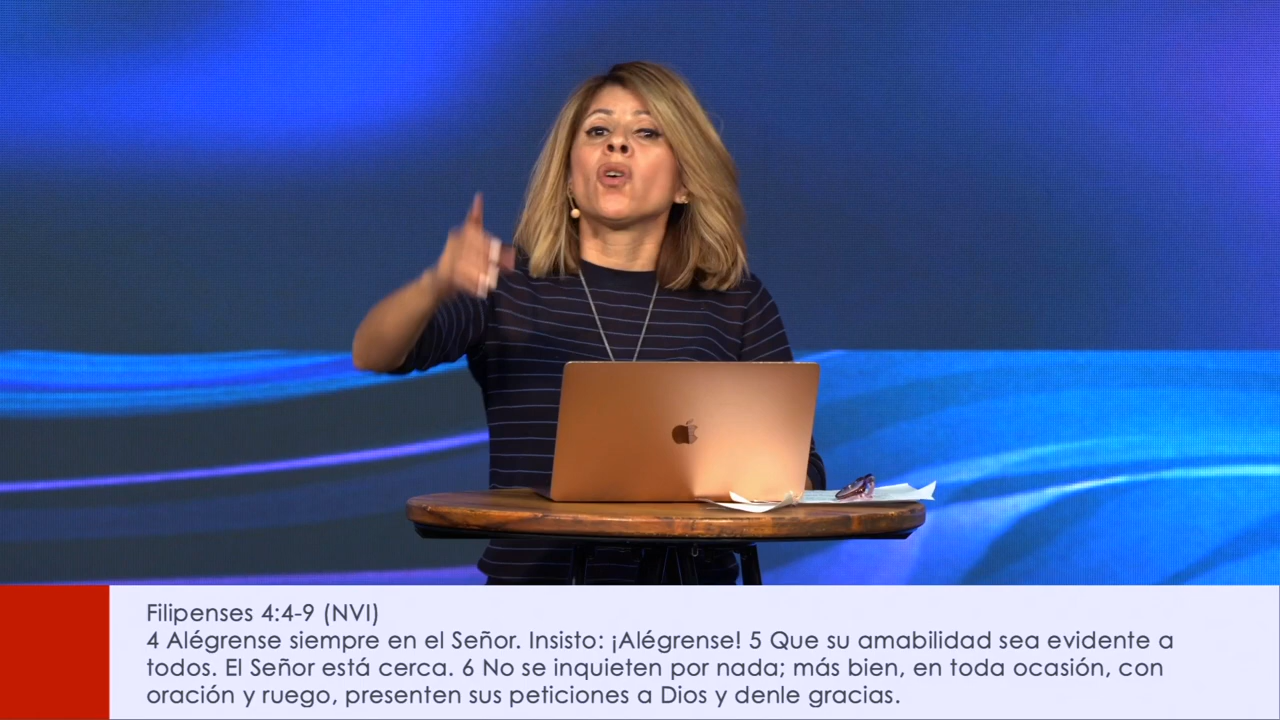 Filipenses 4:4-9 (NVI)
4 Alégrense siempre en el Señor. Insisto: ¡Alégrense! 5 Que su amabilidad sea evidente a
todos. El Señor está cerca. 6 No se inquieten por nada; más bien, en toda ocasión, con
oración y ruego, presenten sus peticiones a Dios y denle gracias.